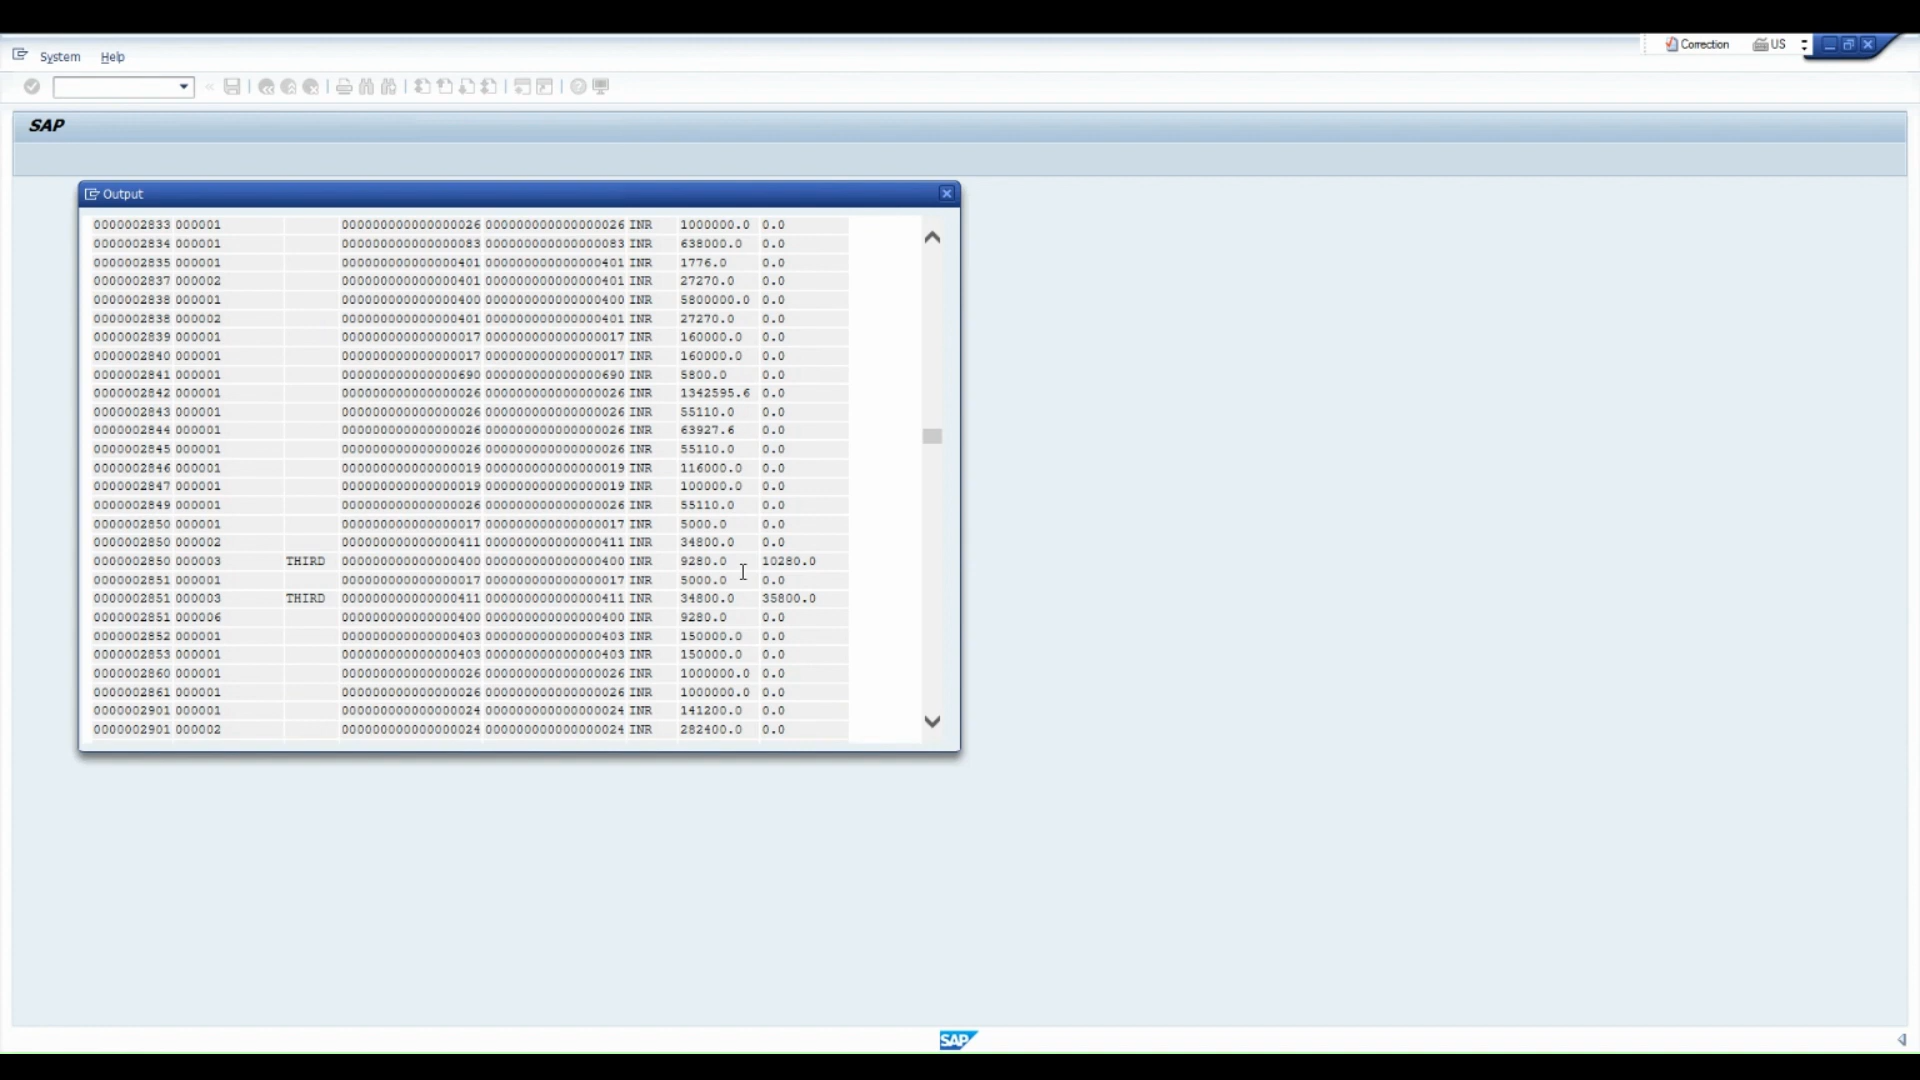 System Help
Correction US
SAP
Output
0000002833 000001 000000000000000026 000000000000000026 INR 1000000.0 0.0
0000002834 000001 000000000000000083 000000000000000083 INR 638000.0 0.0
0000002835 000001 000000000000000401 000000000000000401 INR 1776.0 0.0
0000002837 000002 000000000000000401 000000000000000401 INR 27270.0 0.0
0000002838 000001 000000000000000400 000000000000000400 INR 5800000.0 0.0
0000002838 000002 000000000000000401 000000000000000401 INR 27270.0 0.0
0000002839 000001 000000000000000017 000000000000000017 INR 160000.0 0.0
0000002840 000001 000000000000000017 000000000000000017 INR 160000.0 0.0
0000002841 000001 000000000000000690 000000000000000690 INR 5800.0 0.0
0000002842 000001 000000000000000026 000000000000000026 INR 1342595.6 0.0
0000002843 000001 000000000000000026 000000000000000026 INR 55110.0 0.0
0000002844 000001 000000000000000026 000000000000000026 INR 63927.6 0.0
0000002845 000001 000000000000000026 000000000000000026 INR 55110.0 0.0
0000002846 000001 000000000000000019 000000000000000019 INR 116000.0 0.0
0000002847 000001 000000000000000019 000000000000000019 INR 100000.0 0.0
0000002849 000001 000000000000000026 000000000000000026 INR 55110.0 0.0
0000002850 000001 000000000000000017 000000000000000017 INR 5000.0 0.0
0000002850 000002 000000000000000411 000000000000000411 INR 34800.0 0.0
0000002850 000003 THIRD 000000000000000400 000000000000000400 INR 9280.0 10280.0
0000002851 000001 000000000000000017 000000000000000017 INR 5000.0 0.0
0000002851 000003 THIRD 000000000000000411 000000000000000411 INR 34800.0 35800.0
0000002851 000006 000000000000000400 000000000000000400 INR 9280.0 0.0
0000002852 000001 000000000000000403 000000000000000403 INR 150000.0 0.0
0000002853 000001 000000000000000403 000000000000000403 INR 150000.0 0.0
0000002860 000001 000000000000000026 000000000000000026 INR 1000000.0 0.0
0000002861 000001 000000000000000026 000000000000000026 INR 1000000.0 0.0
0000002901 000001 000000000000000024 000000000000000024 INR 141200.0 0.0
0000002901 000002 000000000000000024 000000000000000024 INR 282400.0 0.0
SAP